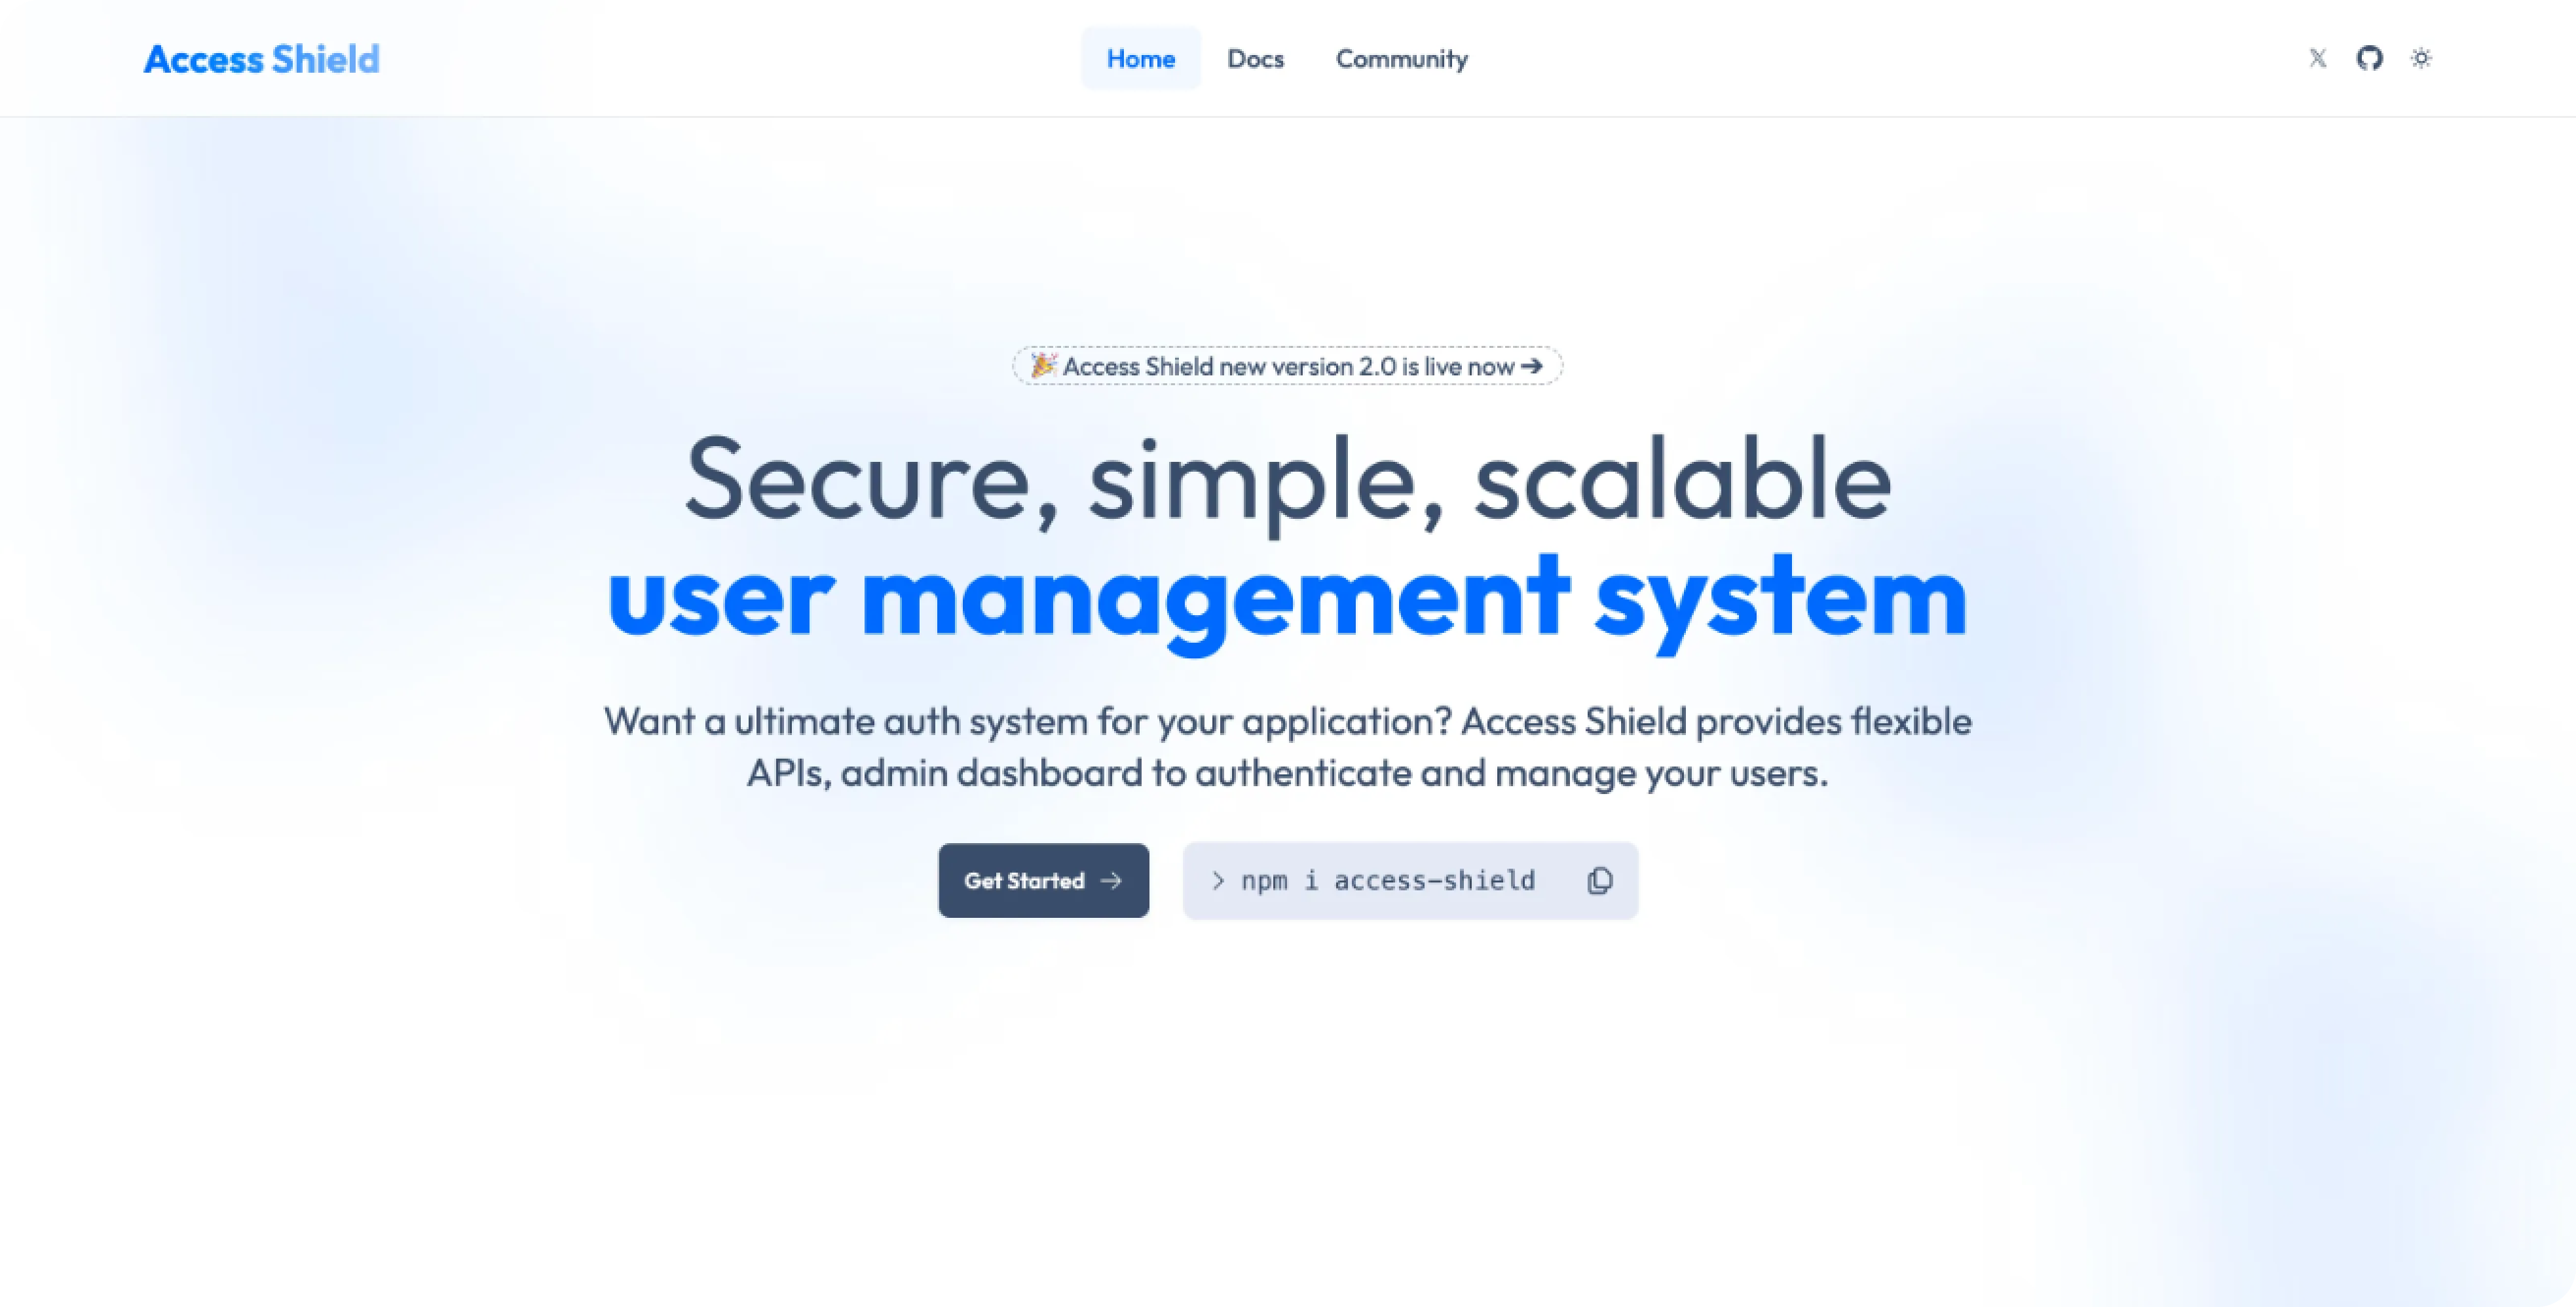 Access Shield
Home
Docs
Community
🎉 Access Shield new version 2.0 is live now ➔
Secure, simple, scalable
user management system
Want a ultimate auth system for your application? Access Shield provides flexible
APIs, admin dashboard to authenticate and manage your users.
Get Started →
> npm i access-shield